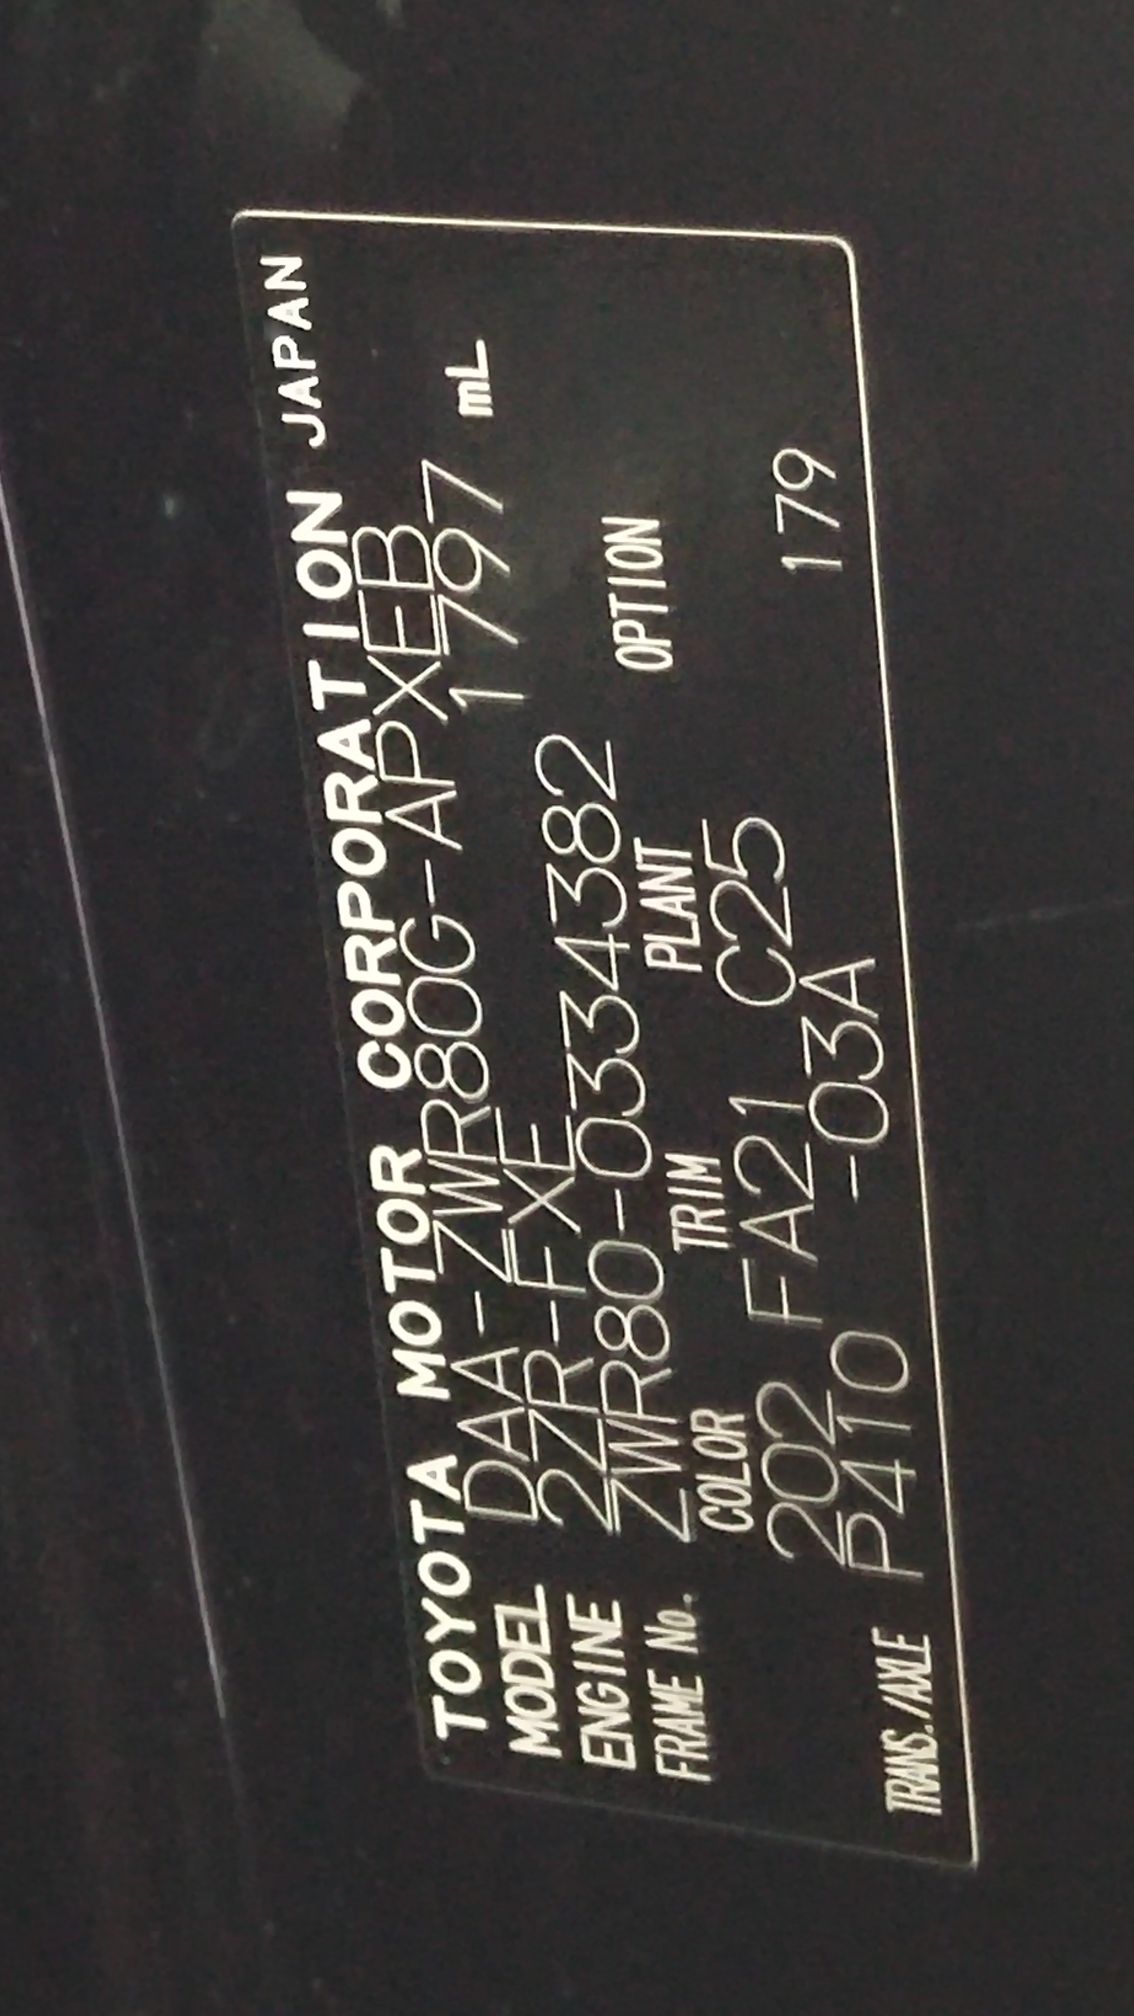 TOYOTA MOTOR CORPORATION JAPAN
MODEL DAA-ZWR80G-APXEB
ENGINE 2ZR-FXE 1797 mL
FRAME No. ZWR80-0334382
COLOR TRIM PLANT OPTION
202 FA21 C25
TRANS./AXLE P410 -03A 179